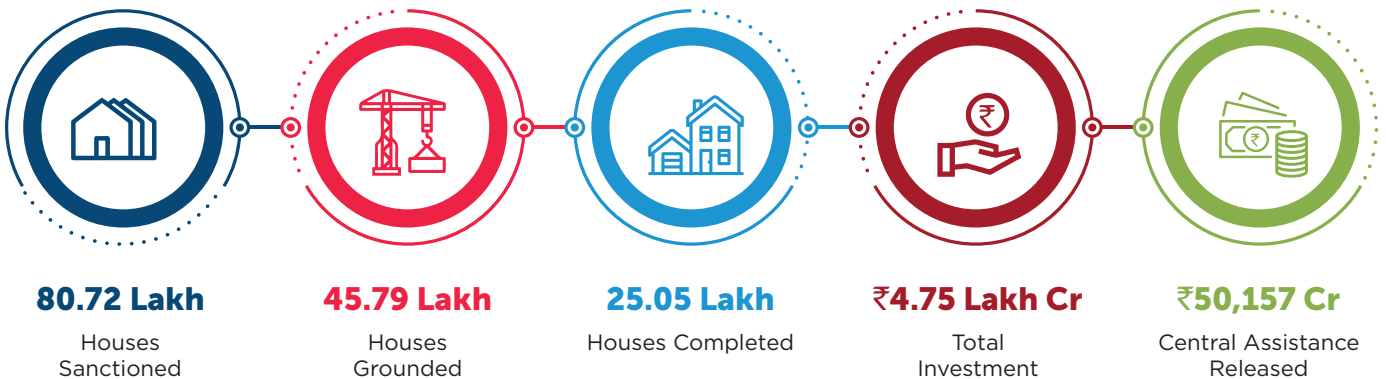 80.72 Lakh
Houses
Sanctioned
45.79 Lakh
Houses
Grounded
25.05 Lakh
Houses Completed
₹
₹4.75 Lakh Cr
Total
Investment
₹
₹50,157 Cr
Central Assistance
Released